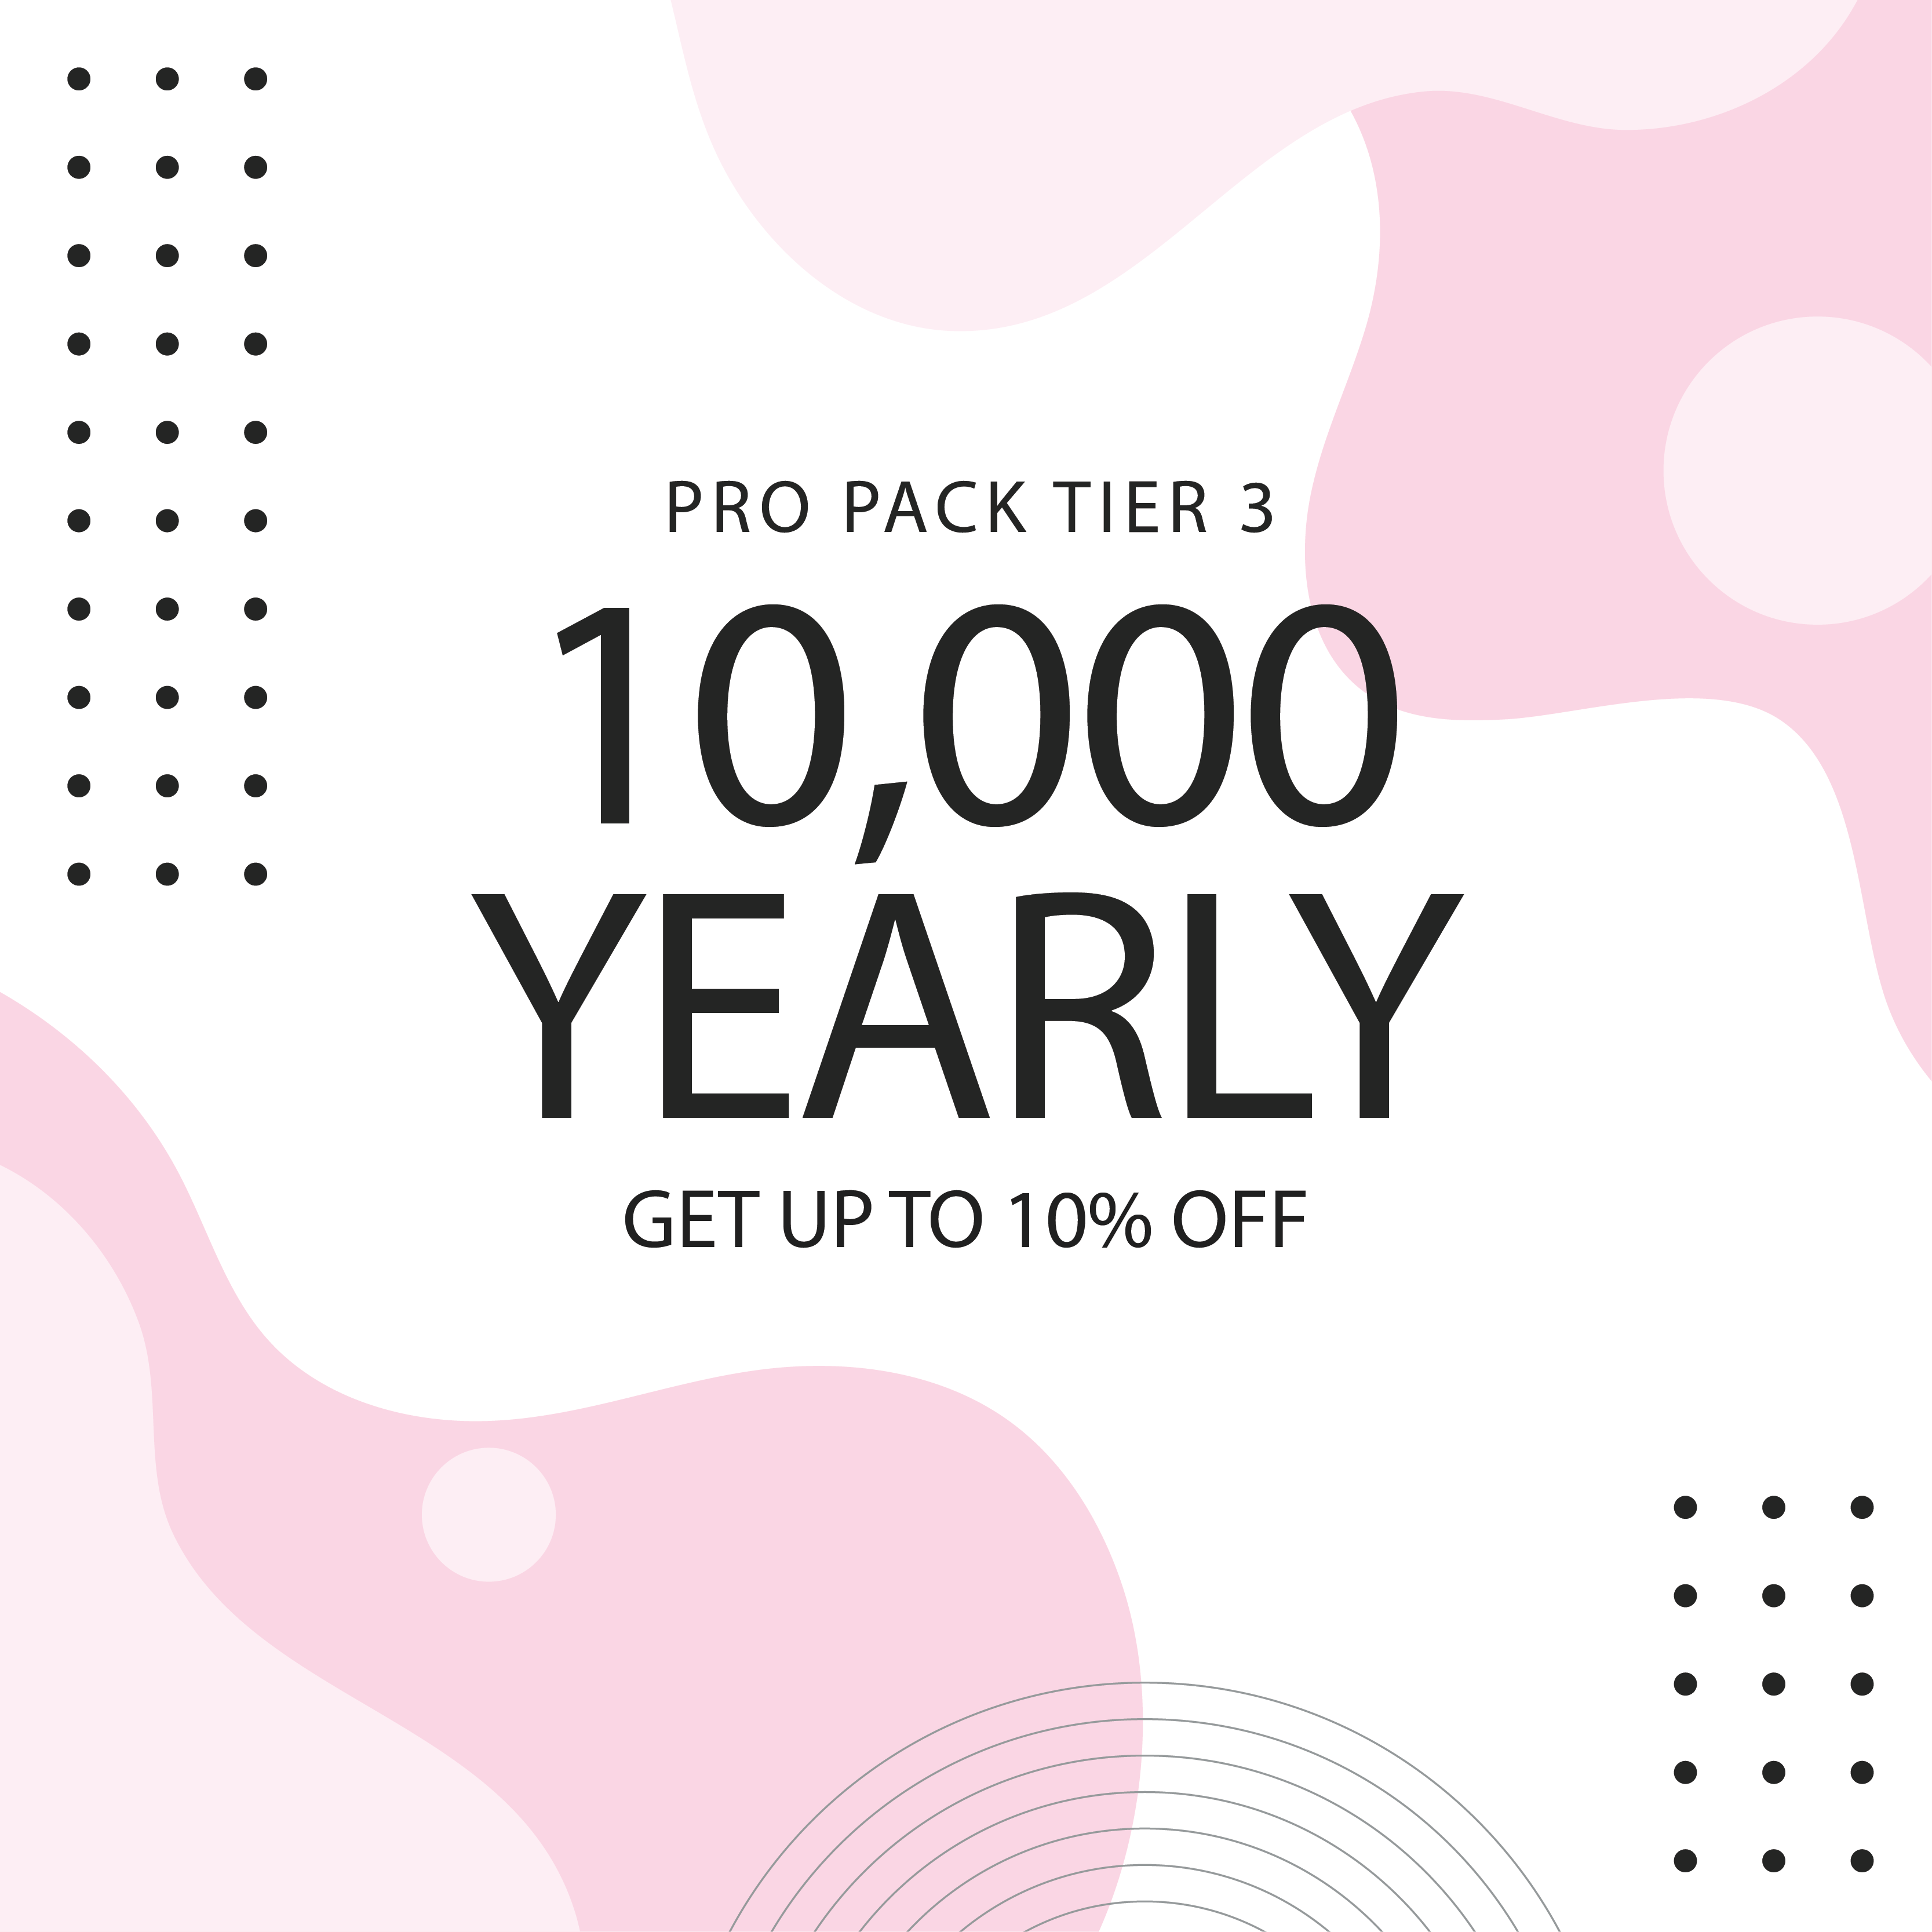 PRO PACK TIER 3
10,000
YEARLY
GET UP TO 10% OFF